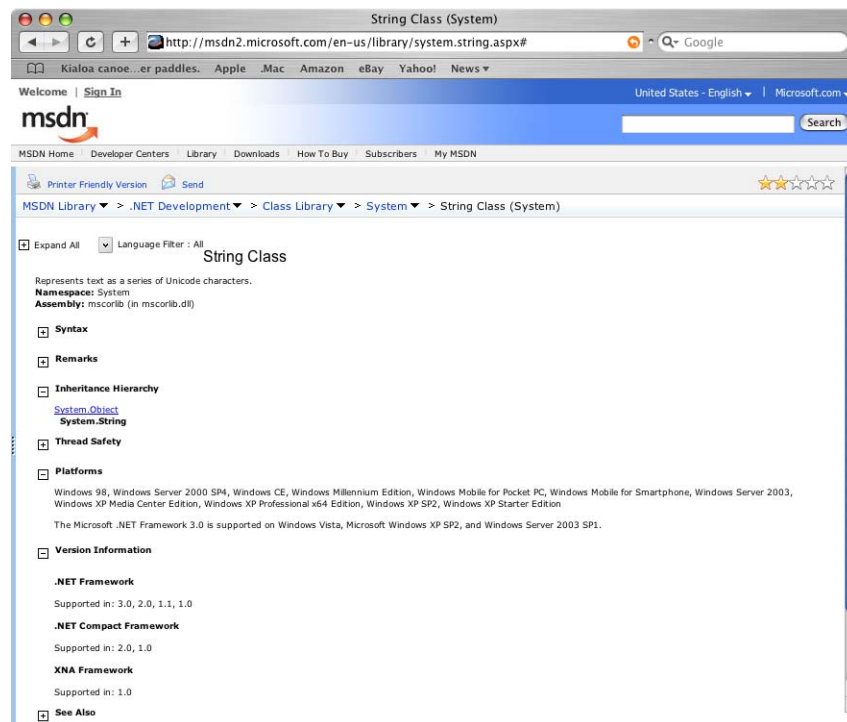 String Class (System)
http://msdn2.microsoft.com/en-us/library/system.string.aspx#
Google
Kialoa canoe...er paddles. Apple .Mac Amazon eBay Yahoo! News
Welcome | Sign In
United States - English | Microsoft.com
msdn
Search
MSDN Home Developer Centers Library Downloads How To Buy Subscribers My MSDN
Printer Friendly Version Send
MSDN Library > .NET Development > Class Library > System > String Class (System)
Expand All Language Filter : All
String Class
Represents text as a series of Unicode characters.
Namespace: System
Assembly: mscorlib (in mscorlib.dll)
Syntax
Remarks
Inheritance Hierarchy
System.Object
System.String
Thread Safety
Platforms
Windows 98, Windows Server 2000 SP4, Windows CE, Windows Millennium Edition, Windows Mobile for Pocket PC, Windows Mobile for Smartphone, Windows Server 2003,
Windows XP Media Center Edition, Windows XP Professional x64 Edition, Windows XP SP2, Windows XP Starter Edition
The Microsoft .NET Framework 3.0 is supported on Windows Vista, Microsoft Windows XP SP2, and Windows Server 2003 SP1.
Version Information
.NET Framework
Supported in: 3.0, 2.0, 1.1, 1.0
.NET Compact Framework
Supported in: 2.0, 1.0
XNA Framework
Supported in: 1.0
See Also